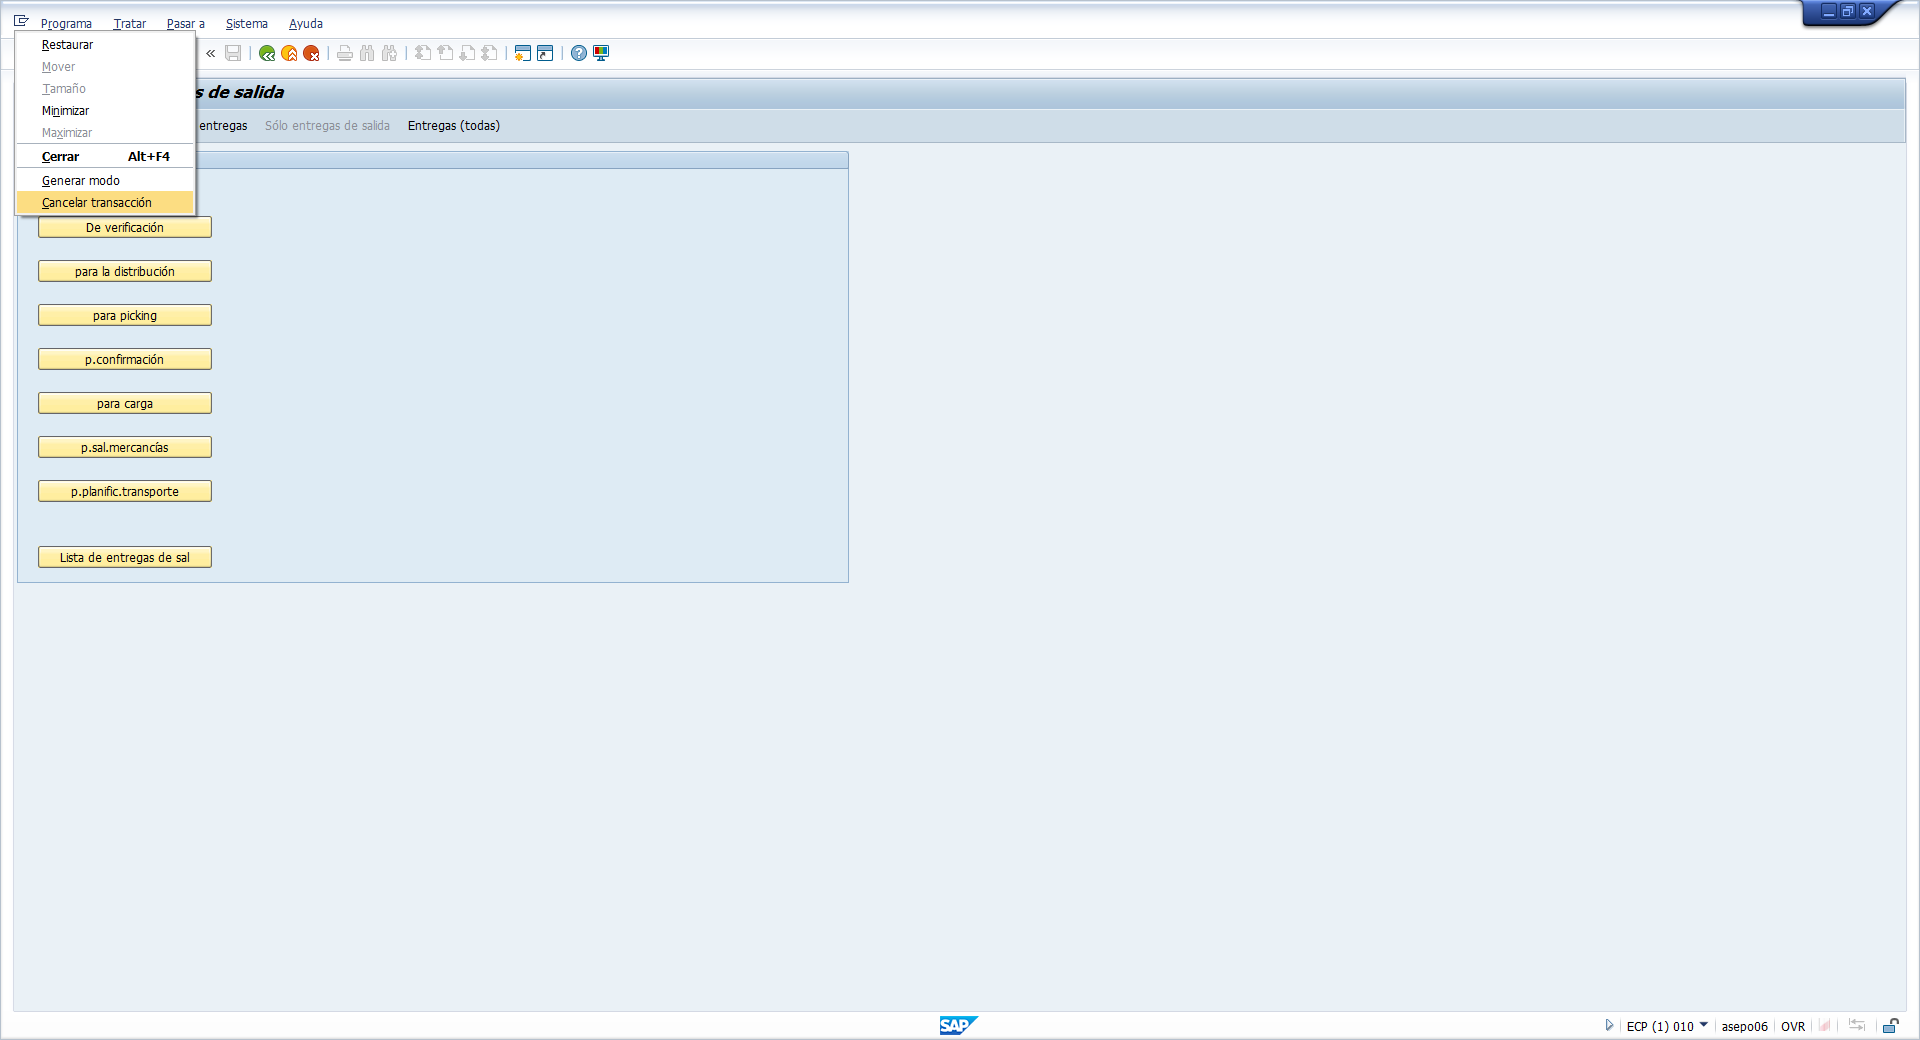 Programa Tratar Pasar a Sistema Ayuda
Restaurar
Mover
Tamaño
Minimizar
Maximizar
Cerrar Alt+F4
Generar modo
Cancelar transacción
s de salida
entregas Sólo entregas de salida Entregas (todas)
De verificación
para la distribución
para picking
p.confirmación
para carga
p.sal.mercancías
p.planific.transporte
Lista de entregas de sal
SAP
ECP (1) 010 asepo06 OVR